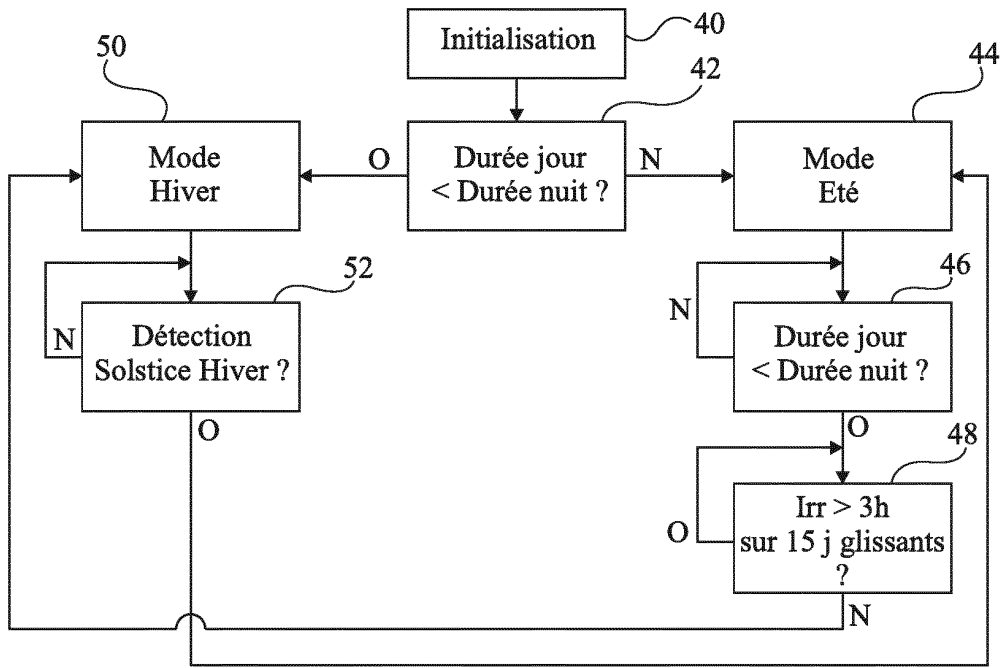 Initialisation
40
50
42
44
Mode
Hiver
O
Durée jour
< Durée nuit ?
N
Mode
Eté
52
46
N
Détection
Solstice Hiver ?
O
N
Durée jour
< Durée nuit ?
O
48
O
Irr > 3h
sur 15 j glissants
?
N